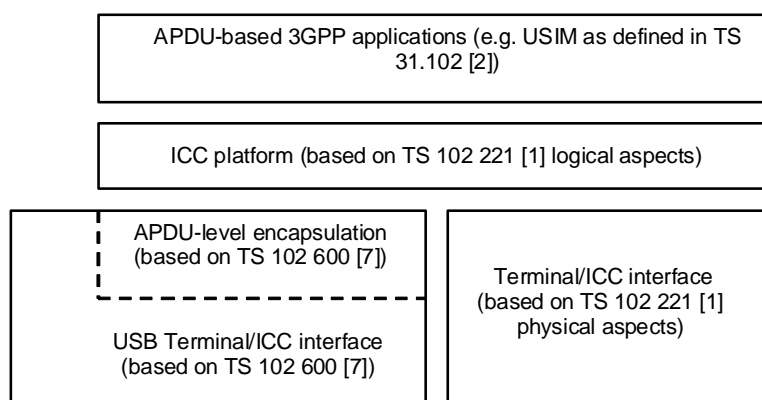 APDU-based 3GPP applications (e.g. USIM as defined in TS
31.102 [2])
ICC platform (based on TS 102 221 [1] logical aspects)
APDU-level encapsulation
(based on TS 102 600 [7])
USB Terminal/ICC interface
(based on TS 102 600 [7])
Terminal/ICC interface
(based on TS 102 221 [1]
physical aspects)